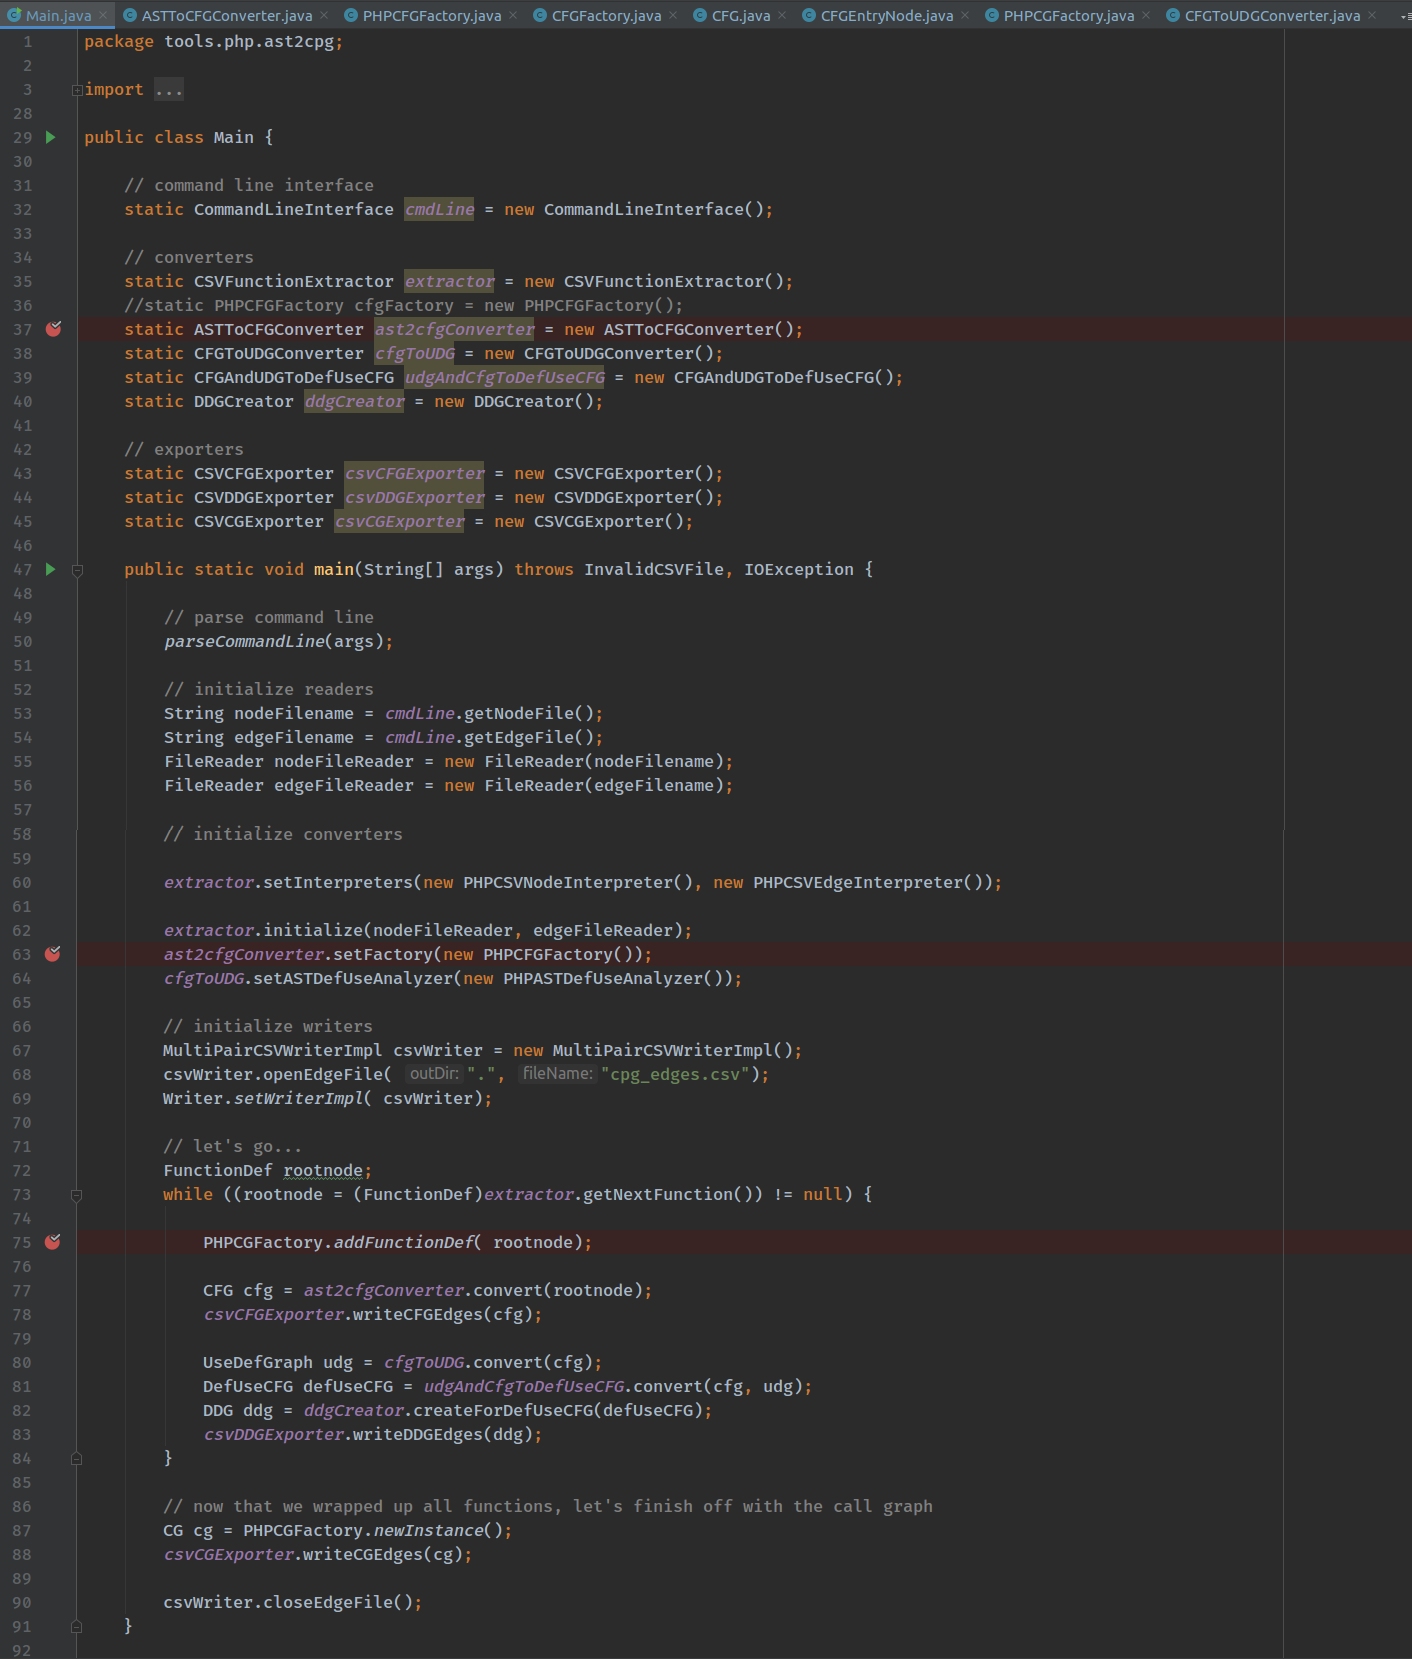 Main.java ASTToCFGConverter.java PHPCFGFactory.java CFGFactory.java CFG.java CFGEntryNode.java PHPCGFactory.java CFGToUDGConverter.java
1 package tools.php.ast2cpg;
2
3 import ...
28
29 public class Main {
30
31 // command line interface
32 static CommandLineInterface cmdLine = new CommandLineInterface();
33
34 // converters
35 static CSVFunctionExtractor extractor = new CSVFunctionExtractor();
36 //static PHPCFGFactory cfgFactory = new PHPCFGFactory();
37 static ASTToCFGConverter ast2cfgConverter = new ASTToCFGConverter();
38 static CFGToUDGConverter cfgToUDG = new CFGToUDGConverter();
39 static CFGAndUDGToDefUseCFG udgAndCfgToDefUseCFG = new CFGAndUDGToDefUseCFG();
40 static DDGCreator ddgCreator = new DDGCreator();
41
42 // exporters
43 static CSVCFGExporter csvCFGExporter = new CSVCFGExporter();
44 static CSVDDGExporter csvDDGExporter = new CSVDDGExporter();
45 static CSVCGExporter csvCGExporter = new CSVCGExporter();
46
47 public static void main(String[] args) throws InvalidCSVFile, IOException {
48
49 // parse command line
50 parseCommandLine(args);
51
52 // initialize readers
53 String nodeFilename = cmdLine.getNodeFile();
54 String edgeFilename = cmdLine.getEdgeFile();
55 FileReader nodeFileReader = new FileReader(nodeFilename);
56 FileReader edgeFileReader = new FileReader(edgeFilename);
57
58 // initialize converters
59
60 extractor.setInterpreters(new PHPCSVNodeInterpreter(), new PHPCSVEdgeInterpreter());
61
62 extractor.initialize(nodeFileReader, edgeFileReader);
63 ast2cfgConverter.setFactory(new PHPCFGFactory());
64 cfgToUDG.setASTDefUseAnalyzer(new PHPASTDefUseAnalyzer());
65
66 // initialize writers
67 MultiPairCSVWriterImpl csvWriter = new MultiPairCSVWriterImpl();
68 csvWriter.openEdgeFile( outDir: ".", fileName: "cpg_edges.csv");
69 Writer.setWriterImpl( csvWriter);
70
71 // let's go...
72 FunctionDef rootnode;
73 while ((rootnode = (FunctionDef)extractor.getNextFunction()) != null) {
74
75 PHPCGFactory.addFunctionDef( rootnode);
76
77 CFG cfg = ast2cfgConverter.convert(rootnode);
78 csvCFGExporter.writeCFGEdges(cfg);
79
80 UseDefGraph udg = cfgToUDG.convert(cfg);
81 DefUseCFG defUseCFG = udgAndCfgToDefUseCFG.convert(cfg, udg);
82 DDG ddg = ddgCreator.createForDefUseCFG(defUseCFG);
83 csvDDGExporter.writeDDGEdges(ddg);
84 }
85
86 // now that we wrapped up all functions, let's finish off with the call graph
87 CG cg = PHPCGFactory.newInstance();
88 csvCGExporter.writeCGEdges(cg);
89
90 csvWriter.closeEdgeFile();
91 }
92